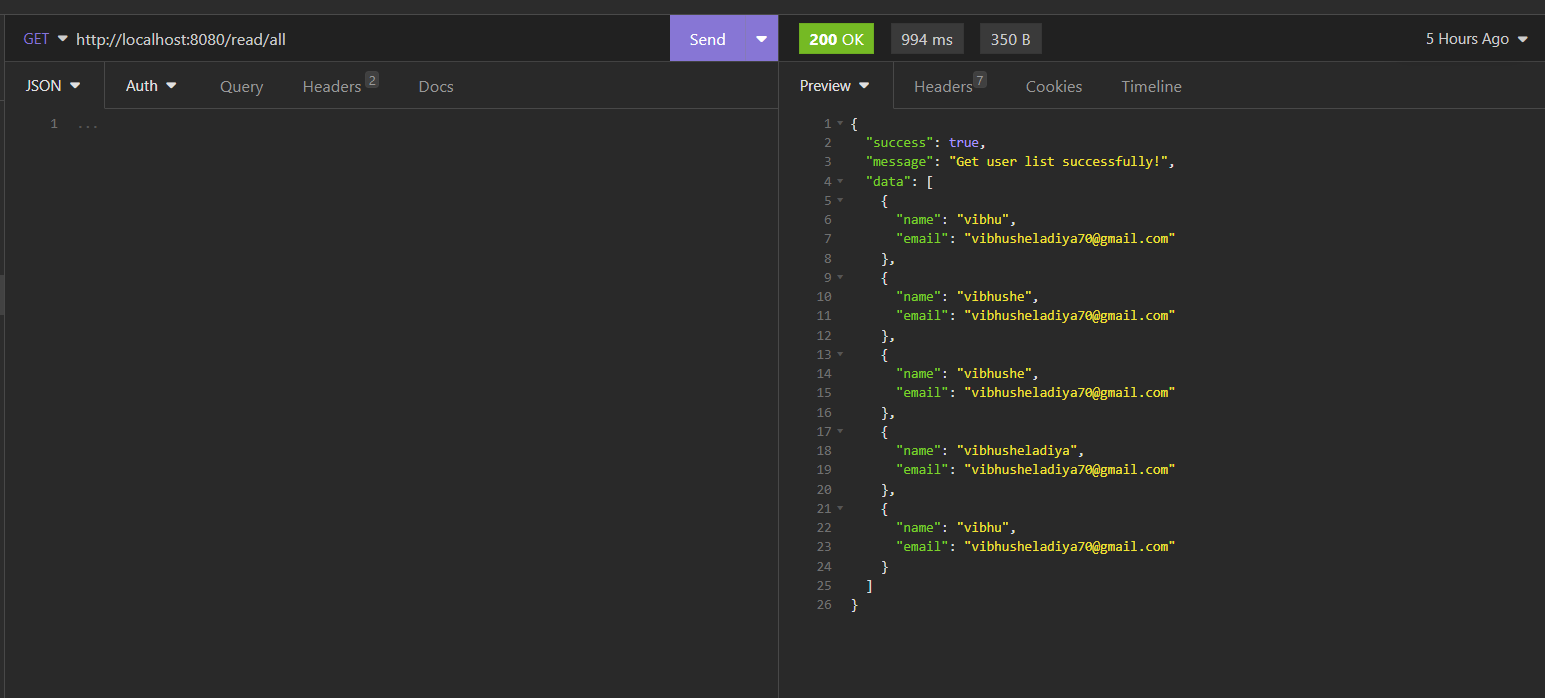 GET http://localhost:8080/read/all Send 200 OK 994 ms 350 B 5 Hours Ago
JSON Auth Query Headers 2 Docs Preview Headers 7 Cookies Timeline
1 ...
1 {
2 "success": true,
3 "message": "Get user list successfully!",
4 "data": [
5 {
6 "name": "vibhu",
7 "email": "vibhusheladiya70@gmail.com"
8 },
9 {
10 "name": "vibhushe",
11 "email": "vibhusheladiya70@gmail.com"
12 },
13 {
14 "name": "vibhushe",
15 "email": "vibhusheladiya70@gmail.com"
16 },
17 {
18 "name": "vibhusheladiya",
19 "email": "vibhusheladiya70@gmail.com"
20 },
21 {
22 "name": "vibhu",
23 "email": "vibhusheladiya70@gmail.com"
24 }
25 ]
26 }